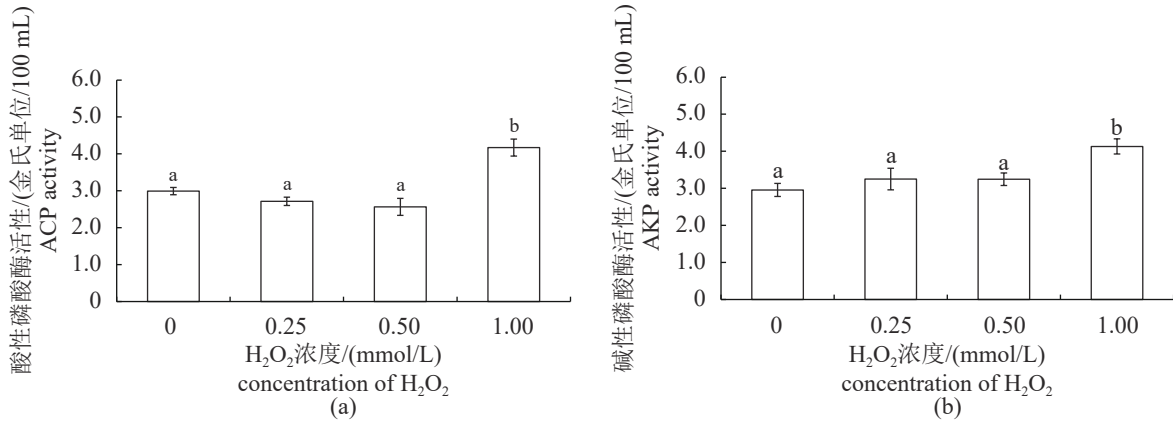 酸性磷酸酶活性/(金氏单位/100 mL)
ACP activity
6.0
5.0
4.0
3.0
2.0
1.0
0
a
a
a
b
0 0.25 0.50 1.00
H₂O₂浓度/(mmol/L)
concentration of H₂O₂
(a)
碱性磷酸酶活性/(金氏单位/100 mL)
AKP activity
6.0
5.0
4.0
3.0
2.0
1.0
0
a
a
a
b
0 0.25 0.50 1.00
H₂O₂浓度/(mmol/L)
concentration of H₂O₂
(b)